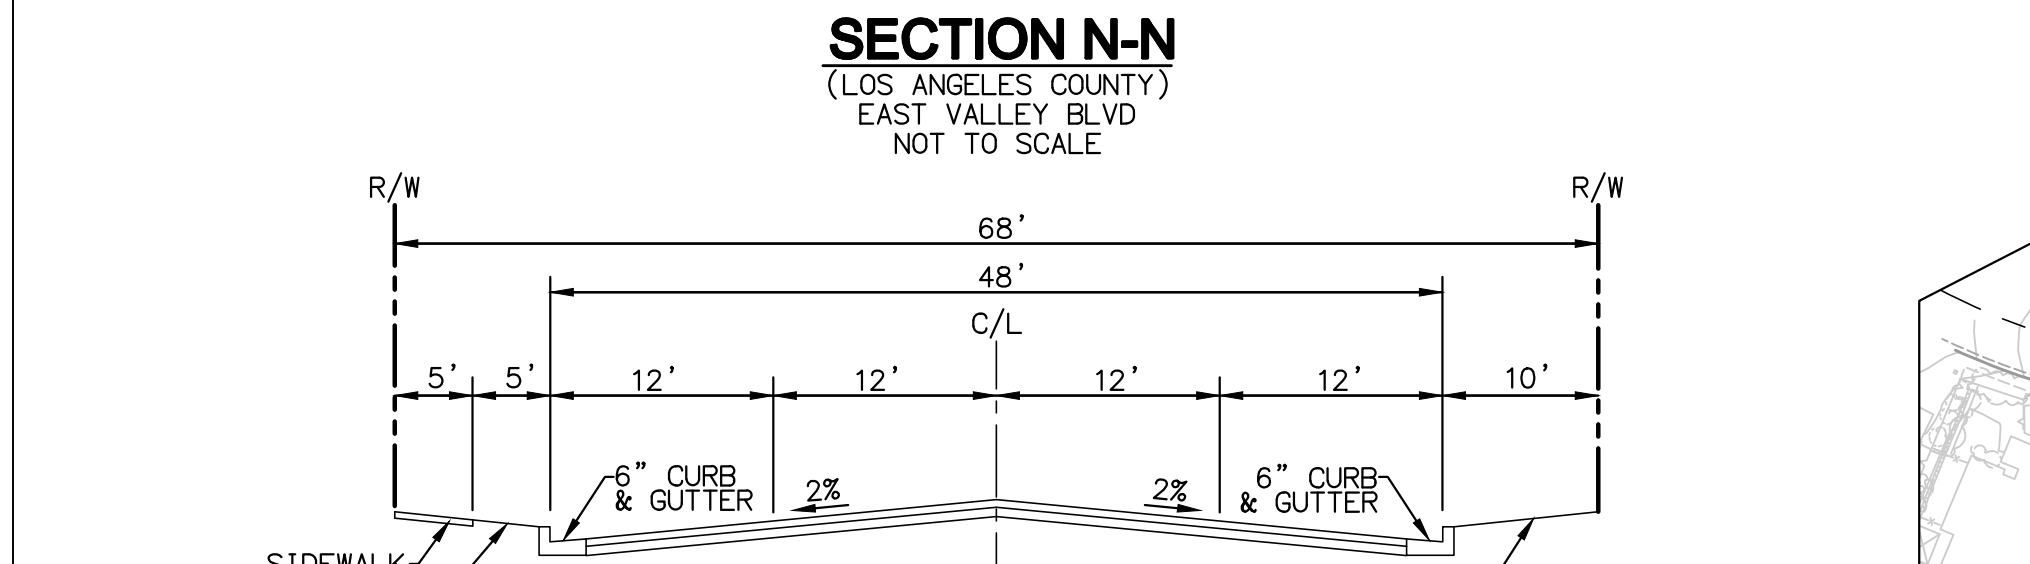 SECTION N-N
(LOS ANGELES COUNTY)
EAST VALLEY BLVD
NOT TO SCALE
R/W
R/W
68'
48'
C/L
5'
5'
12'
12'
12'
12'
10'
6" CURB
& GUTTER
2%
2%
6" CURB
& GUTTER
SIDEWALK